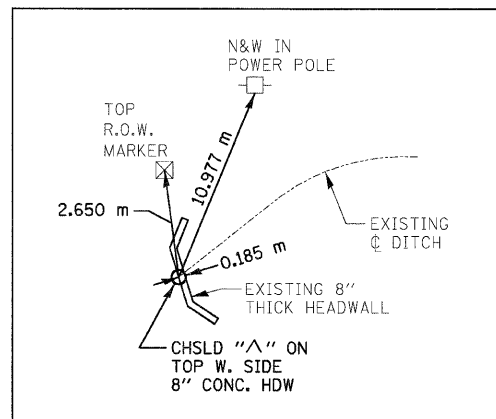 N&W IN
POWER POLE
TOP
R.O.W.
MARKER
10.977 m
2.650 m
0.185 m
EXISTING
℄ DITCH
EXISTING 8"
THICK HEADWALL
CHSLD "Λ" ON
TOP W. SIDE
8" CONC. HDW